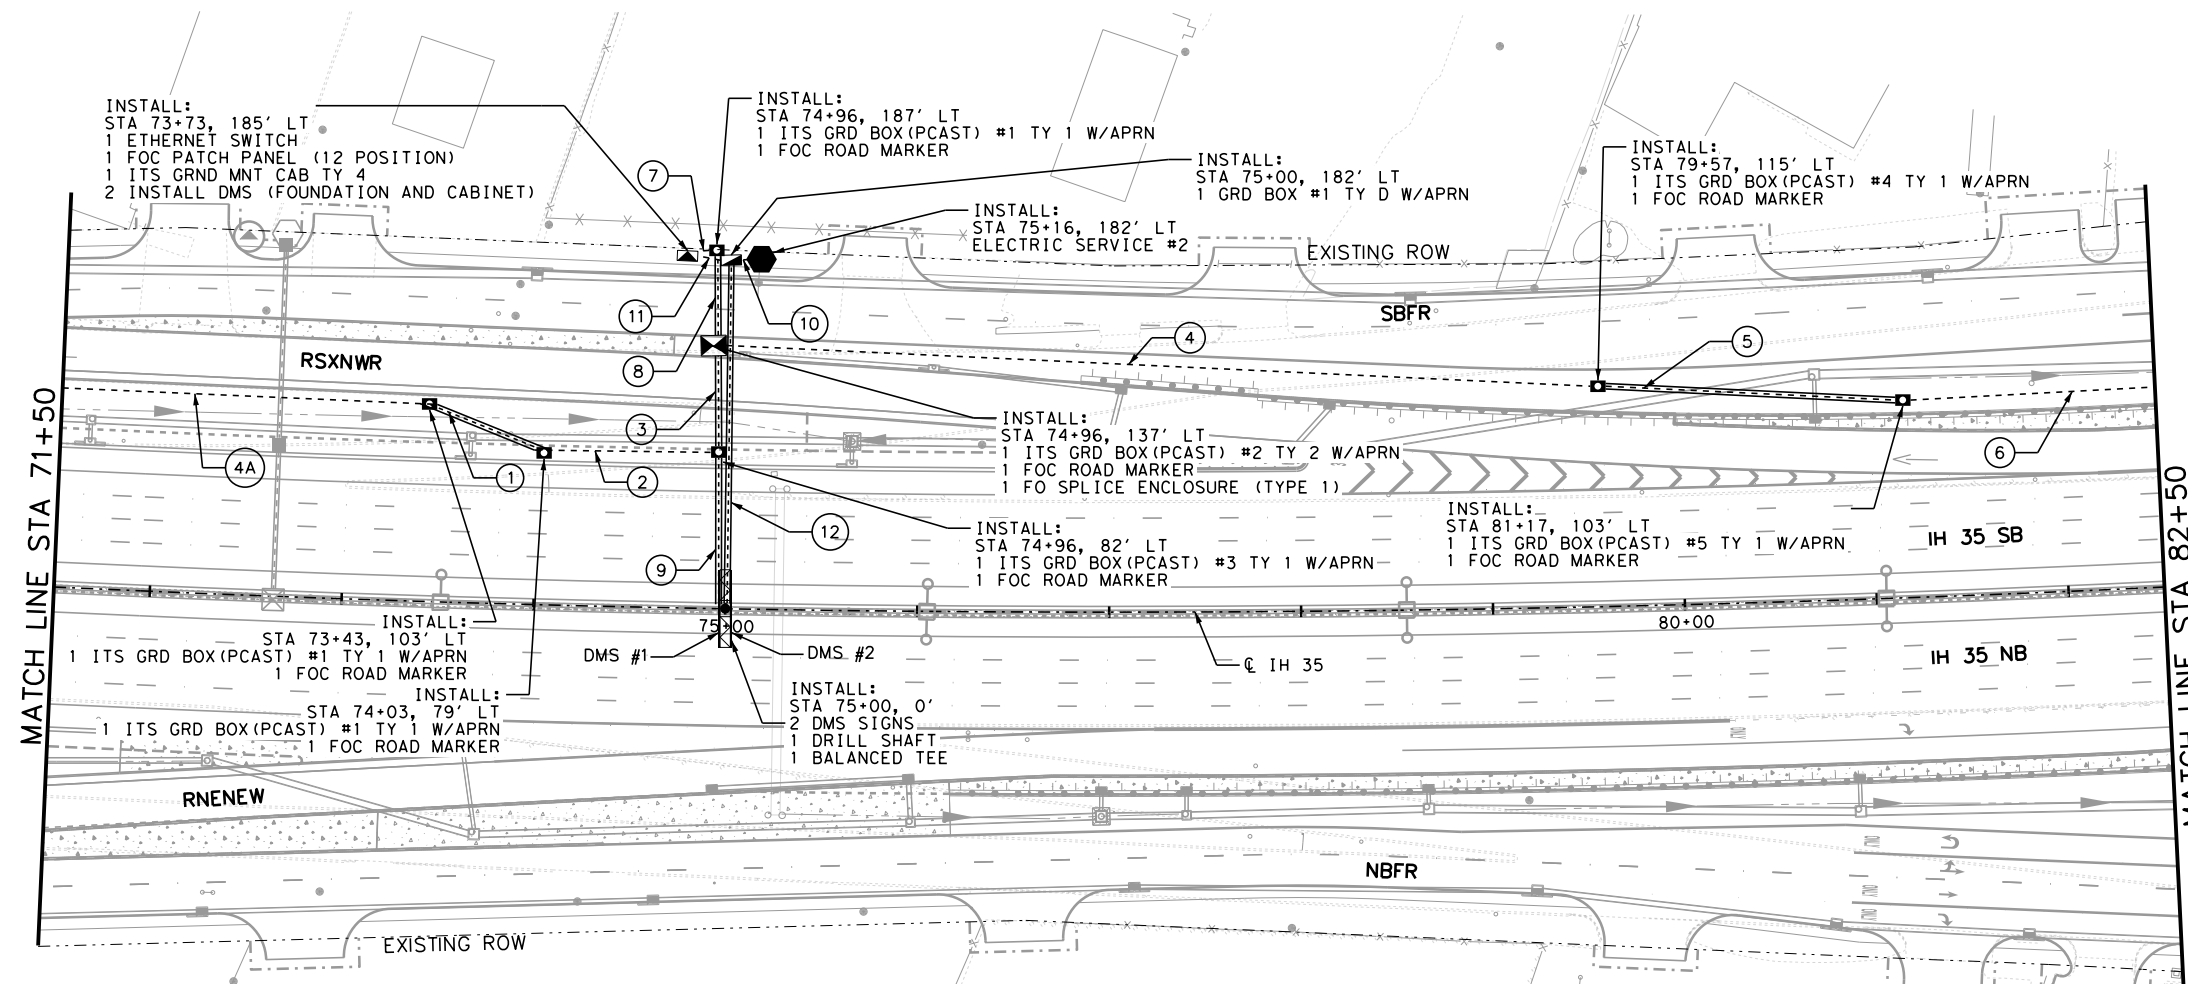 INSTALL:
STA 73+73, 185' LT
1 ETHERNET SWITCH
1 FOC PATCH PANEL (12 POSITION)
1 ITS GRND MNT CAB TY 4
2 INSTALL DMS (FOUNDATION AND CABINET)
INSTALL:
STA 74+96, 187' LT
1 ITS GRD BOX(PCAST) #1 TY 1 W/APRN
1 FOC ROAD MARKER
INSTALL:
STA 75+00, 182' LT
1 GRD BOX #1 TY D W/APRN
INSTALL:
STA 75+16, 182' LT
ELECTRIC SERVICE #2
INSTALL:
STA 79+57, 115' LT
1 ITS GRD BOX(PCAST) #4 TY 1 W/APRN
1 FOC ROAD MARKER
7
EXISTING ROW
SBFR
11
10
4
5
RSXNWR
8
3
4A
1
2
6
INSTALL:
STA 74+96, 137' LT
1 ITS GRD BOX(PCAST) #2 TY 2 W/APRN
1 FOC ROAD MARKER
1 FO SPLICE ENCLOSURE (TYPE 1)
INSTALL:
STA 74+96, 82' LT
1 ITS GRD BOX(PCAST) #3 TY 1 W/APRN
1 FOC ROAD MARKER
INSTALL:
STA 81+17, 103' LT
1 ITS GRD BOX(PCAST) #5 TY 1 W/APRN
1 FOC ROAD MARKER
12
9
IH 35 SB
MATCH LINE STA 71+50
MATCH LINE STA 82+50
75+00
80+00
INSTALL:
STA 73+43, 103' LT
1 ITS GRD BOX(PCAST) #1 TY 1 W/APRN
1 FOC ROAD MARKER
DMS #1
DMS #2
℄ IH 35
IH 35 NB
INSTALL:
STA 74+03, 79' LT
1 ITS GRD BOX(PCAST) #1 TY 1 W/APRN
1 FOC ROAD MARKER
INSTALL:
STA 75+00, 0'
2 DMS SIGNS
1 DRILL SHAFT
1 BALANCED TEE
RNENEW
NBFR
EXISTING ROW